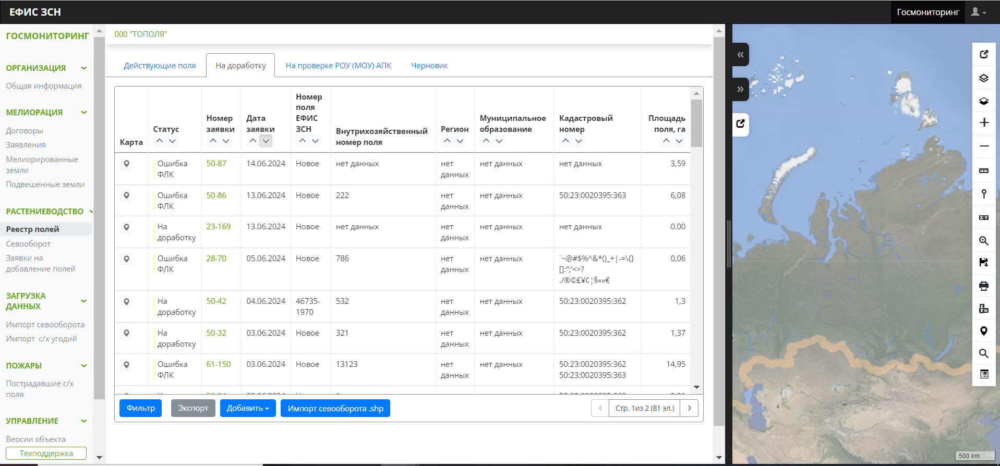 ЕФИС ЗСН
Госмониторинг
ГОСМОНИТОРИНГ
ОРГАНИЗАЦИЯ
Общая информация
МЕЛИОРАЦИЯ
Договоры
Заявления
Мелиорированные
земли
Подвешенные земли
РАСТЕНИЕВОДСТВО
Реестр полей
Севооборот
Заявки на
добавление полей
ЗАГРУЗКА
ДАННЫХ
Импорт севооборота
Импорт с/х угодий
ПОЖАРЫ
Пострадавшие с/х
поля
УПРАВЛЕНИЕ
Версии объекта
Техподдержка
ООО "ТОПОЛЯ"
Действующие поля На доработку На проверке РОУ (МОУ) АПК Черновик
Карта
Статус
Номер
заявки
Дата
заявки
Номер
поля
ЕФИС
ЗСН
Внутрихозяйственный
номер поля
Регион
Муниципальное
образование
Кадастровый
номер
Площадь
поля, га
Ошибка 50-87 14.06.2024 Новое нет данных нет нет данных нет данных 3,59
ФЛК данных
Ошибка 50-86 13.06.2024 Новое 222 нет нет данных 50:23:0020395:363 6,08
ФЛК данных
На 23-169 13.06.2024 Новое нет данных нет нет данных нет данных 0.00
доработку данных
Ошибка 28-70 05.06.2024 Новое 786 нет нет данных `~@#$%^&*()_+|-=\{}
ФЛК данных []:";'<>? 0,06
./®©£¥¢¦§«»€
На 50-42 04.06.2024 46735- 532 нет нет данных 50:23:0020395:362 1,3
доработку 1970 данных
На 50-32 03.06.2024 Новое 321 нет нет данных 50:23:0020395:362 1,37
доработку данных
Ошибка 61-150 03.06.2024 Новое 13123 нет нет данных 50:23:0020395:362 14,95
ФЛК данных 50:23:0020395:363
Фильтр Экспорт Добавить Импорт севооборота .shp Стр. 1из 2 (81 эл.)
X&Y
500 km